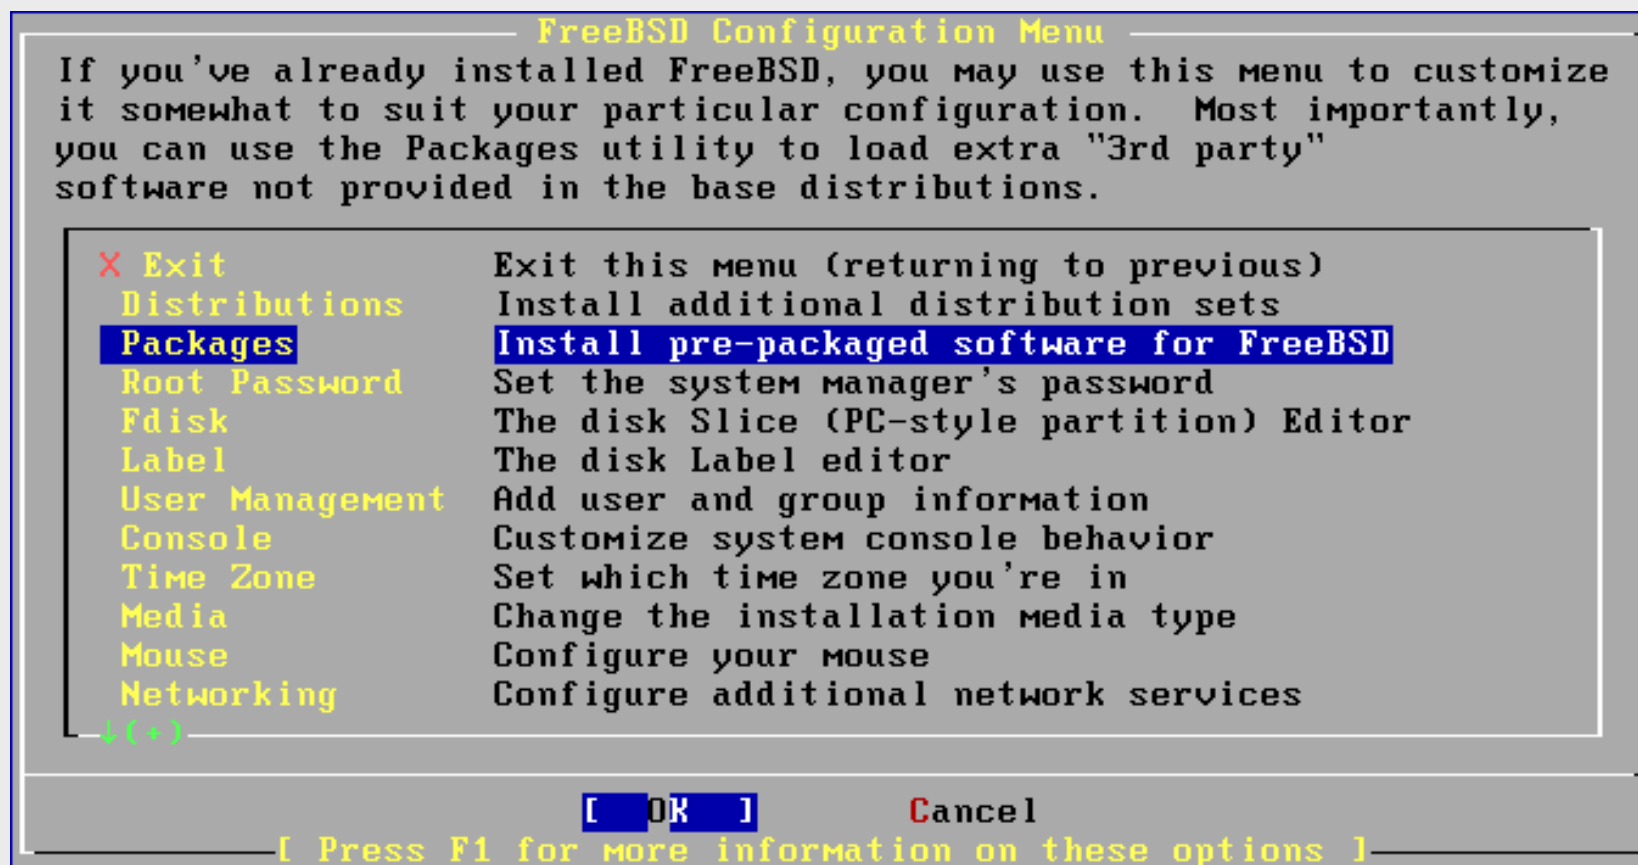 FreeBSD Configuration Menu
If you've already installed FreeBSD, you may use this menu to customize
it somewhat to suit your particular configuration.  Most importantly,
you can use the Packages utility to load extra "3rd party"
software not provided in the base distributions.
X Exit Exit this menu (returning to previous)
Distributions Install additional distribution sets
Packages Install pre-packaged software for FreeBSD
Root Password Set the system manager's password
Fdisk The disk Slice (PC-style partition) Editor
Label The disk Label editor
User Management Add user and group information
Console Customize system console behavior
Time Zone Set which time zone you're in
Media Change the installation media type
Mouse Configure your mouse
Networking Configure additional network services
↓(+)
[ OK ] Cancel
[ Press F1 for more information on these options ]